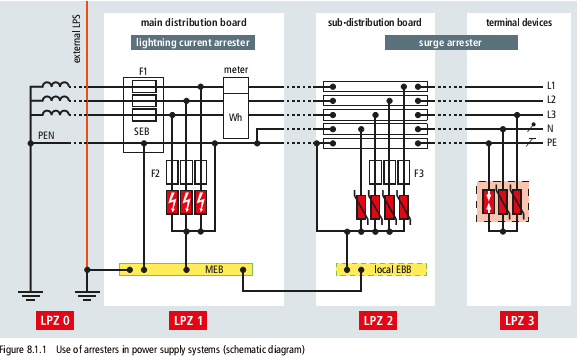 main distribution board
sub-distribution board
terminal devices
lightning current arrester
surge arrester
external LPS
F1
meter
L1
L2
L3
N
PE
Wh
SEB
PEN
F2
F3
MEB
local EBB
LPZ 0
LPZ 1
LPZ 2
LPZ 3
Figure 8.1.1 Use of arresters in power supply systems (schematic diagram)